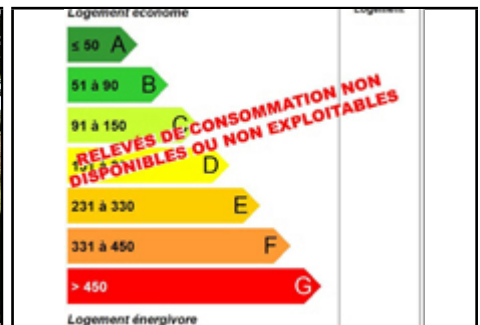 Logement économe
Logement
≤ 50 A
51 à 90 B
91 à 150 C
D
231 à 330 E
331 à 450 F
> 450 G
Logement énergivore
RELEVÉS DE CONSOMMATION NON
DISPONIBLES OU NON EXPLOITABLES